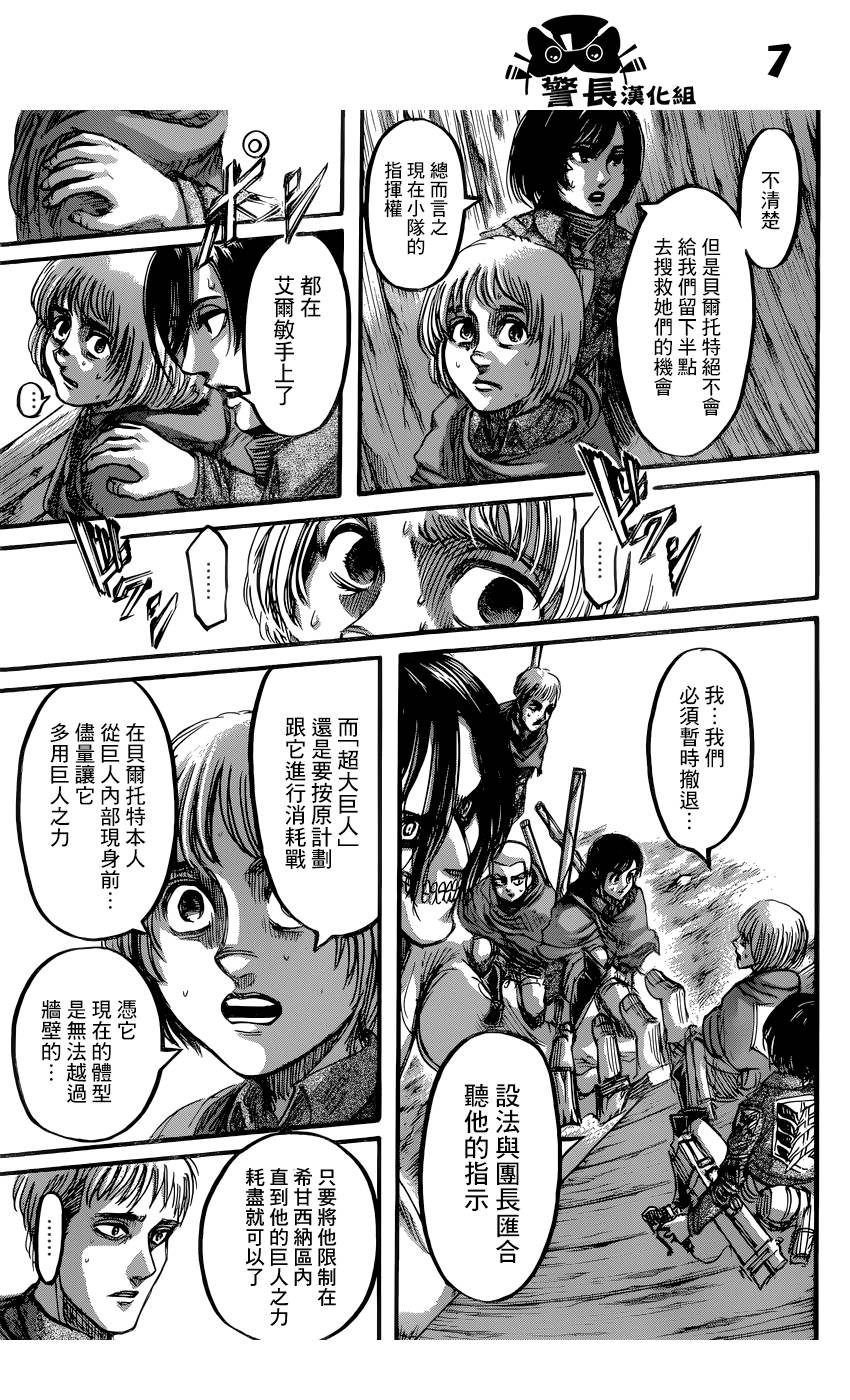 警長漢化組
7
不清楚
但是貝爾托特絕不會
給我們留下半點
去搜救她們的機會
總而言之
現在小隊的
指揮權
都在
艾爾敏手上了
…
……
……
我…我們
必須暫時撤退…
設法與團長匯合
聽他的指示
而「超大巨人」
還是要按原計劃
跟它進行消耗戰
在貝爾托特本人
從巨人內部現身前…
儘量讓它
多用巨人之力
憑它
現在的體型
是無法越過
牆壁的…
只要將他限制在
希甘西納區內
直到他的巨人之力
耗盡就可以了
……